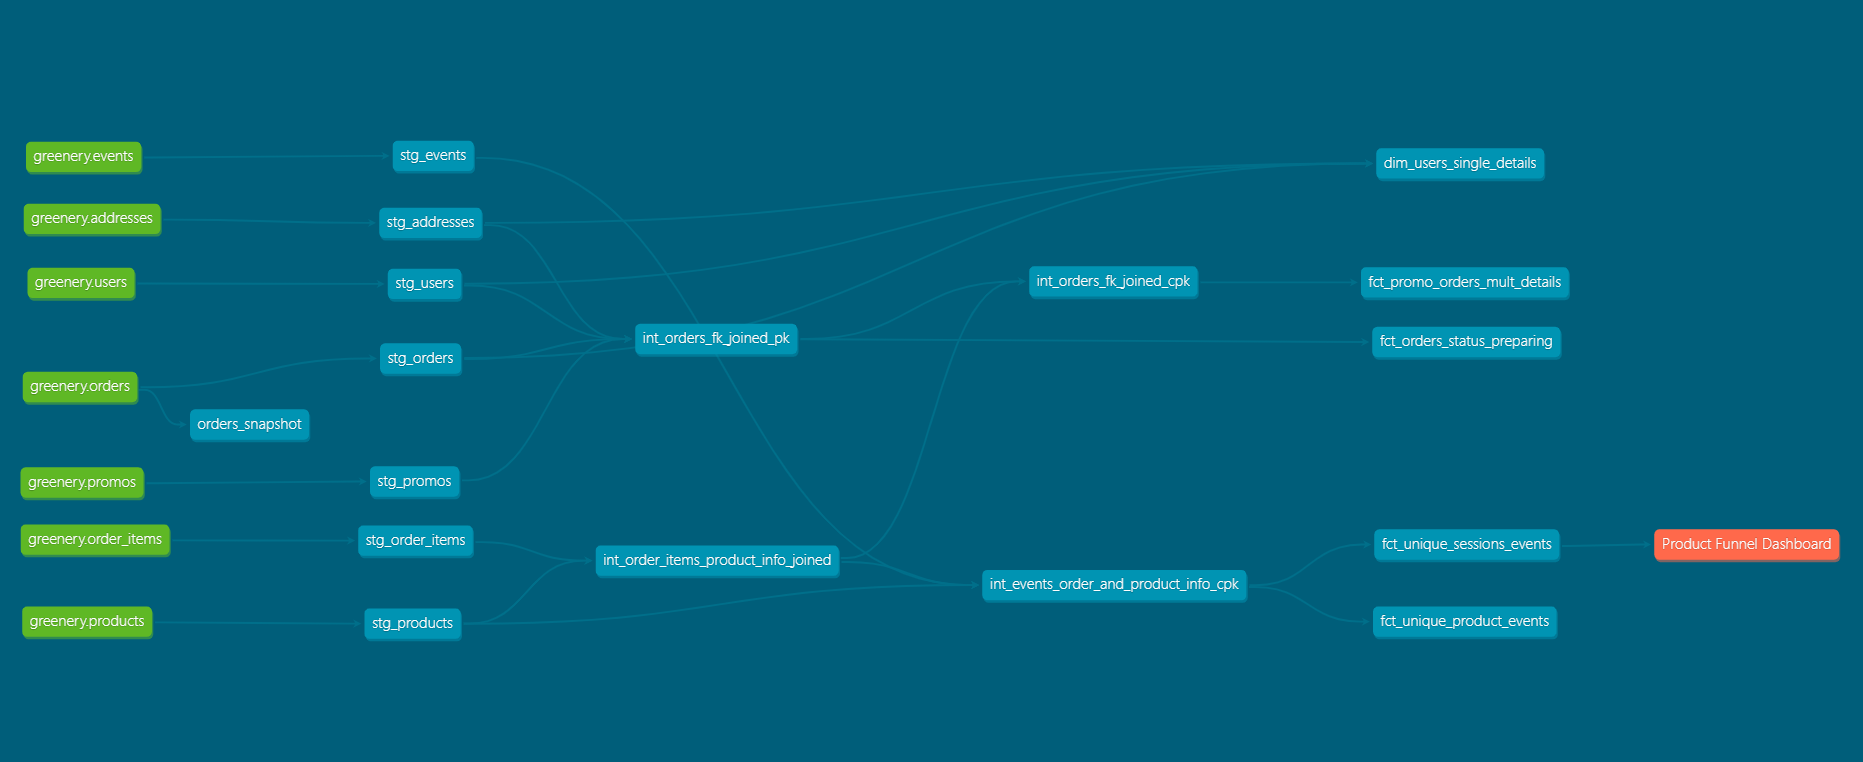 greenery.events
stg_events
dim_users_single_details
greenery.addresses
stg_addresses
greenery.users
stg_users
int_orders_fk_joined_cpk
fct_promo_orders_mult_details
int_orders_fk_joined_pk
fct_orders_status_preparing
stg_orders
greenery.orders
orders_snapshot
greenery.promos
stg_promos
greenery.order_items
stg_order_items
fct_unique_sessions_events
Product Funnel Dashboard
int_order_items_product_info_joined
int_events_order_and_product_info_cpk
greenery.products
stg_products
fct_unique_product_events